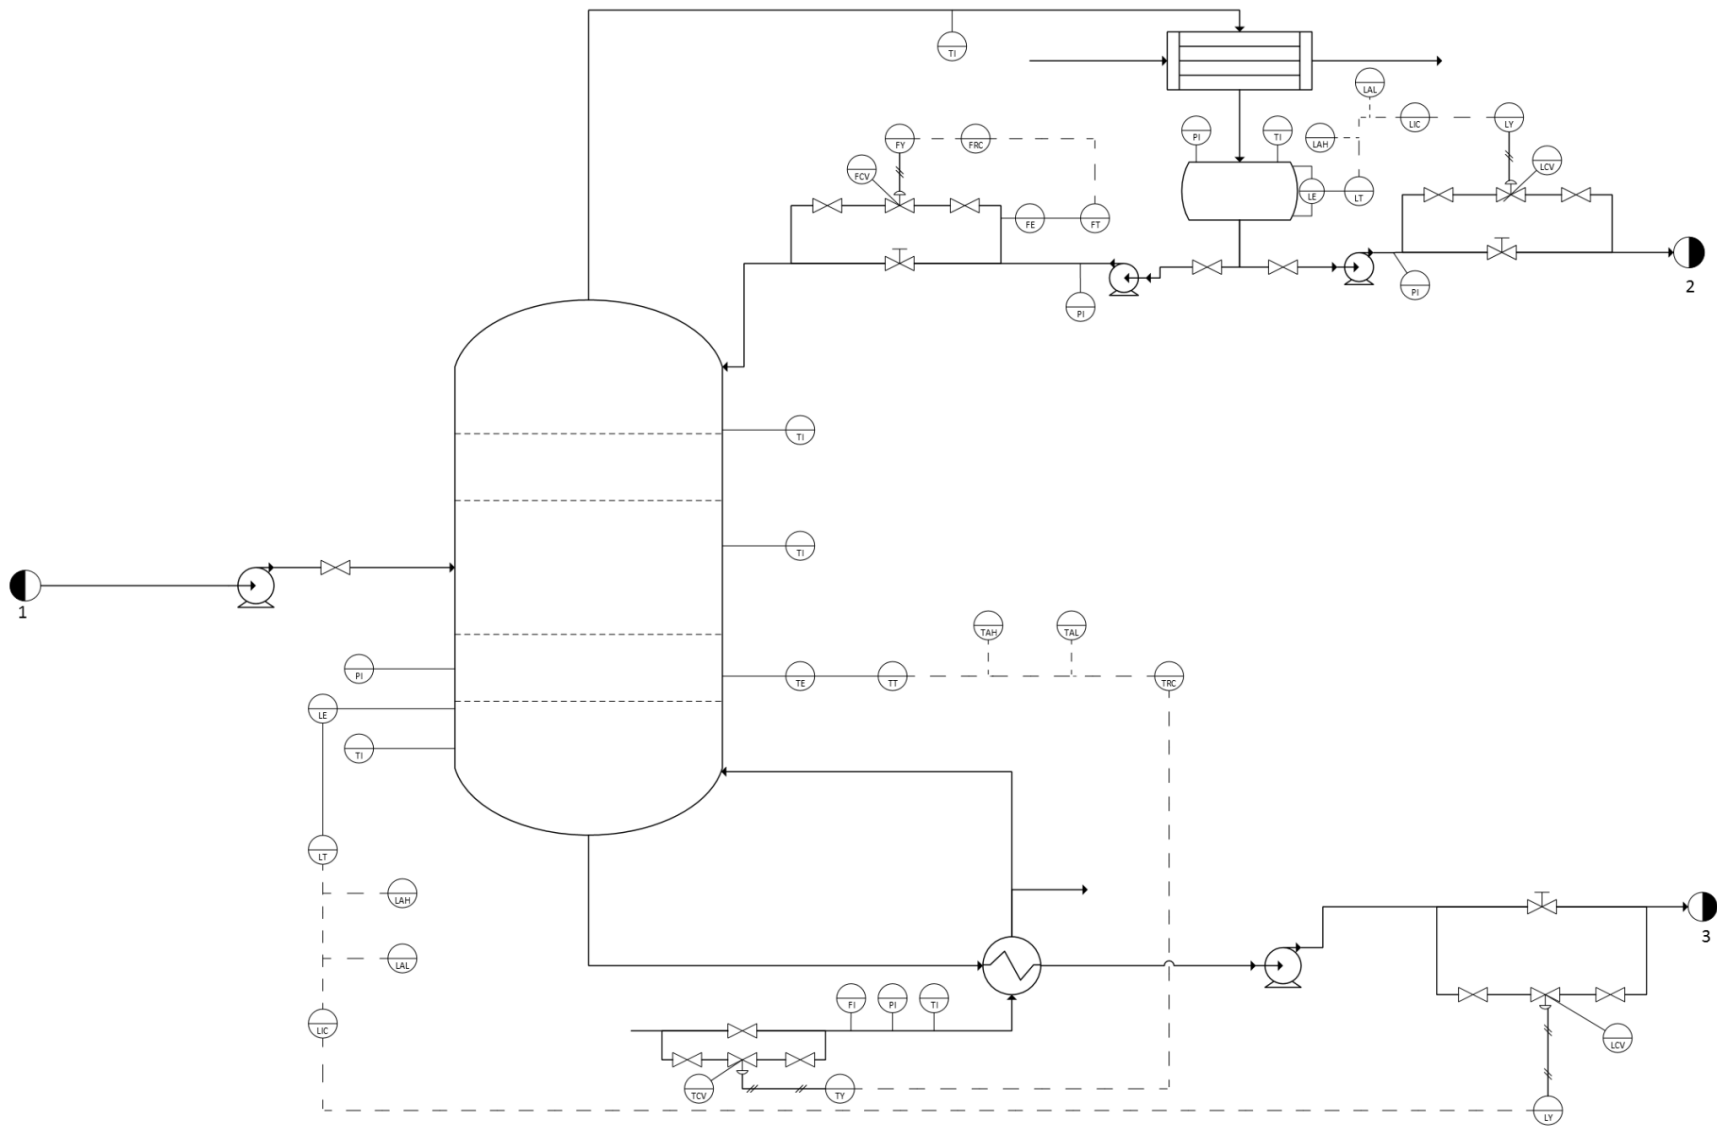 TI
LAL
LIC
LY
PI
TI
LAH
FY
FRC
FCV
LCV
LE
LT
FE
FT
PI
PI
2
TI
TI
1
TAH
TAL
PI
TE
TT
TRC
LE
TI
LT
LAH
LAL
3
FI
PI
TI
LIC
LCV
TCV
TY
LY